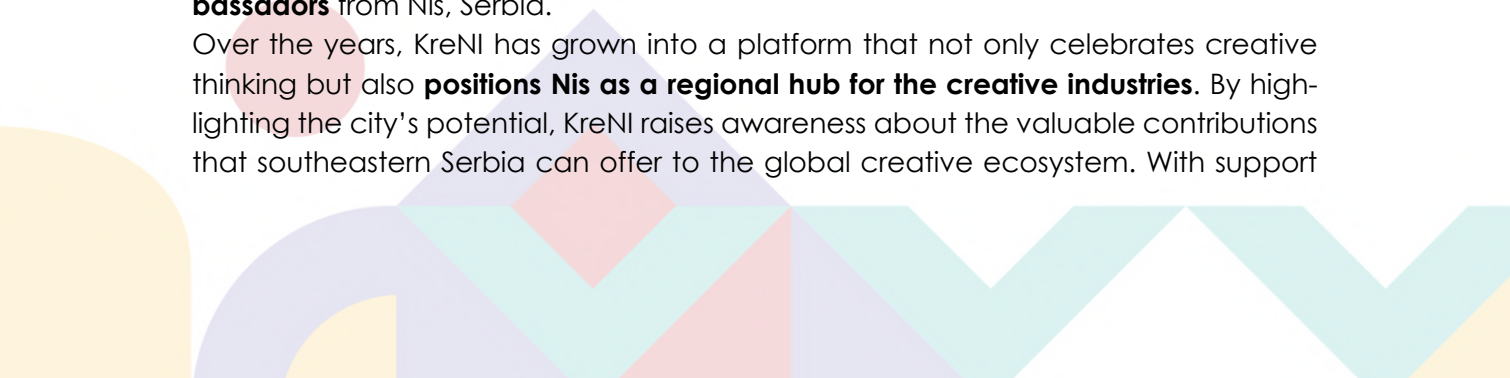 bassadors from Nis, Serbia.
Over the years, KreNI has grown into a platform that not only celebrates creative
thinking but also positions Nis as a regional hub for the creative industries. By high-
lighting the city's potential, KreNI raises awareness about the valuable contributions
that southeastern Serbia can offer to the global creative ecosystem. With support